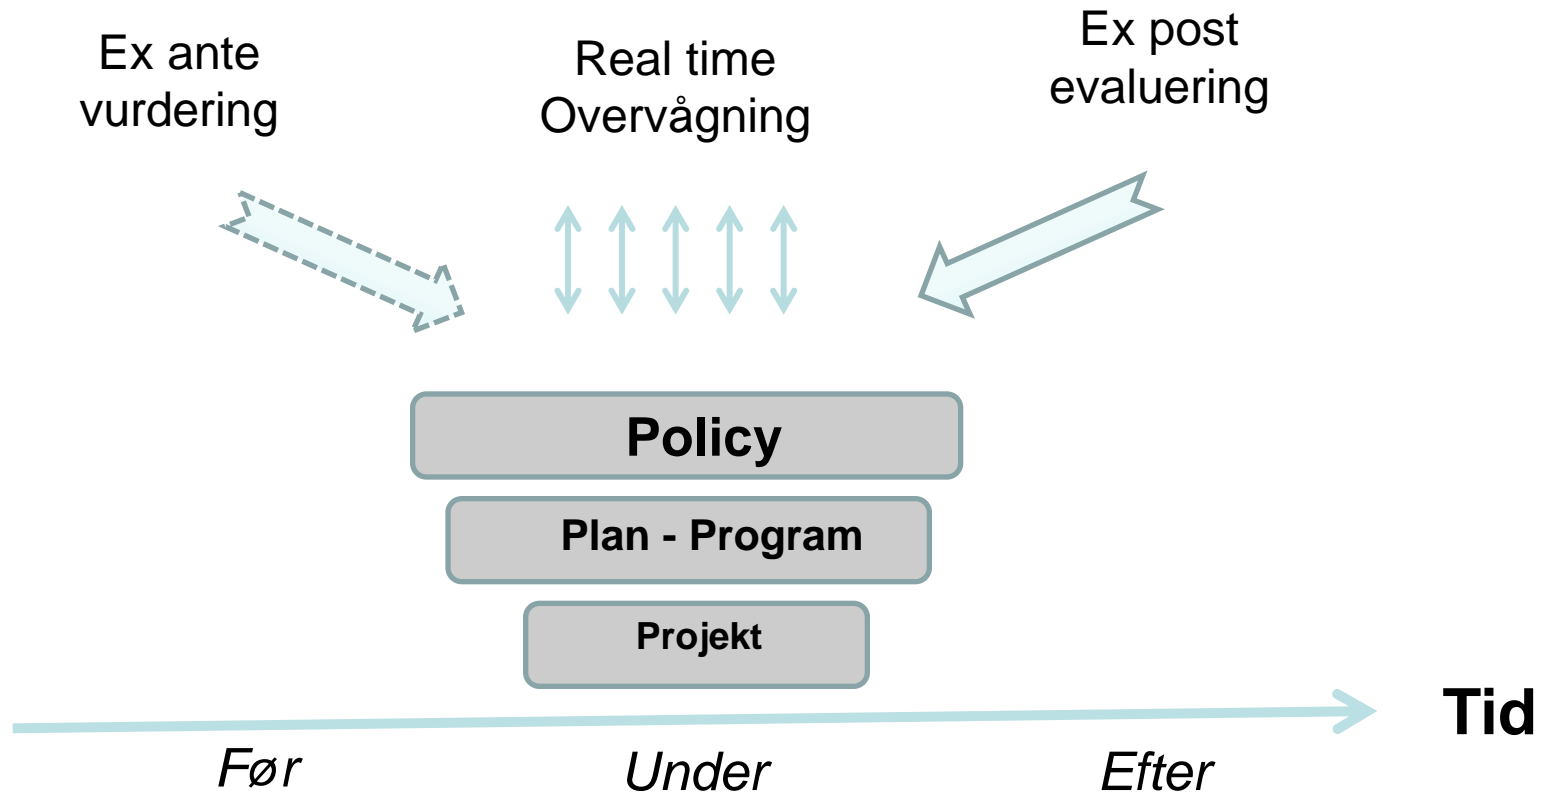 Ex ante
vurdering
Real time
Overvågning
Ex post
evaluering
Policy
Plan - Program
Projekt
Tid
Før
Under
Efter